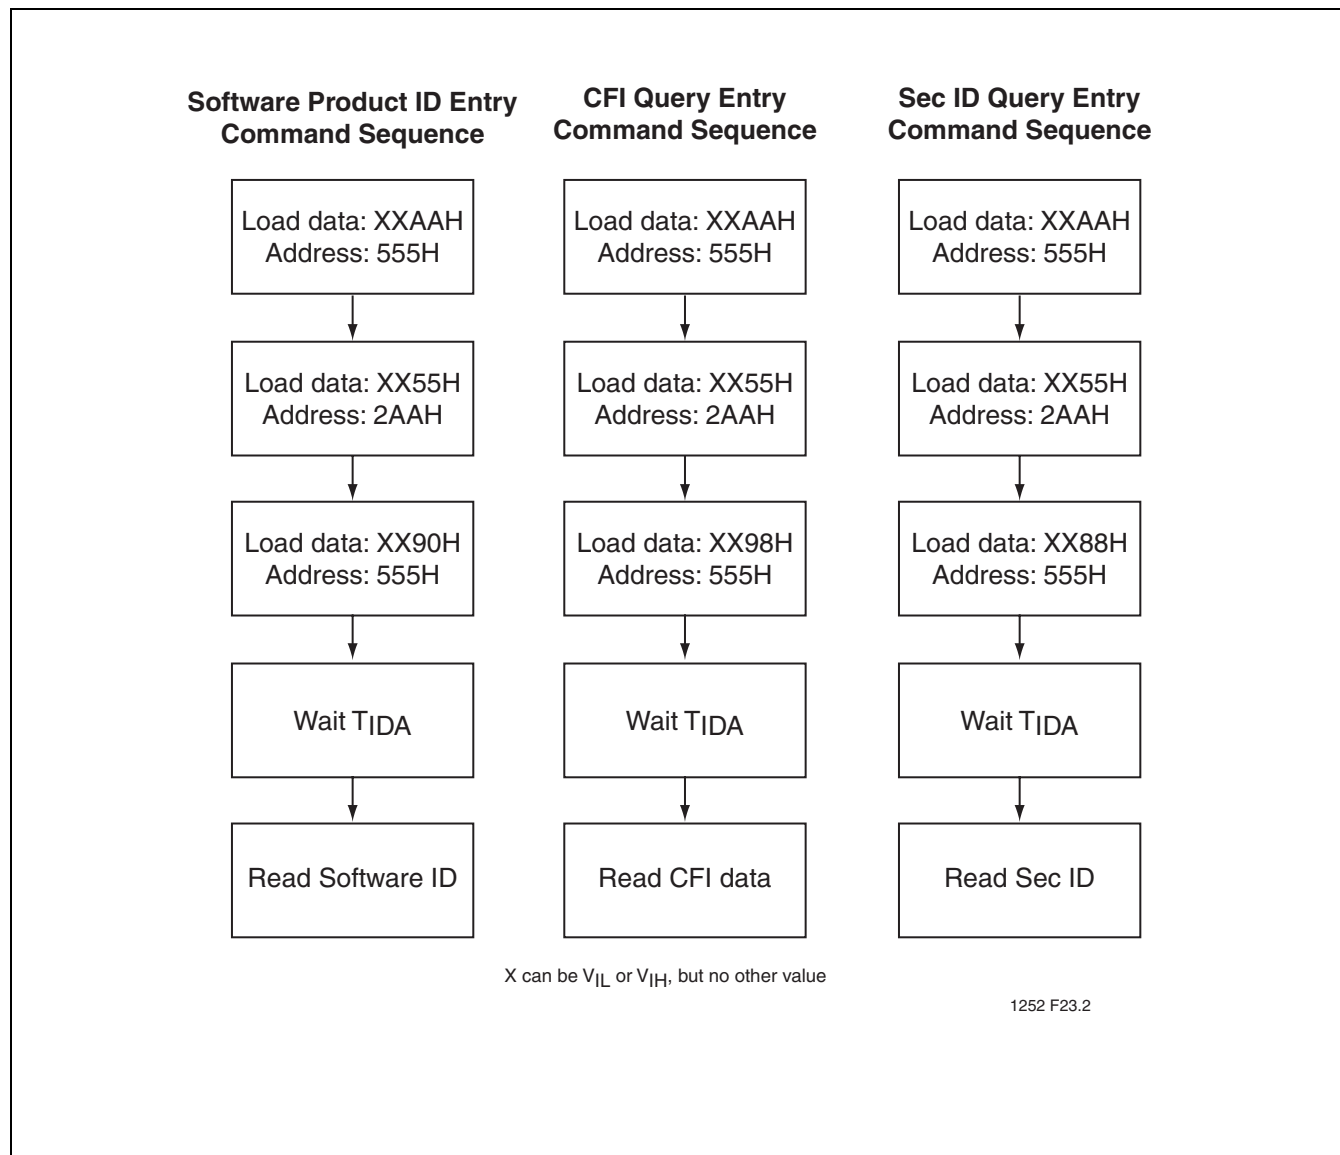 Software Product ID Entry
Command Sequence
Load data: XXAAH
Address: 555H
Load data: XX55H
Address: 2AAH
Load data: XX90H
Address: 555H
Wait TIDA
Read Software ID
CFI Query Entry
Command Sequence
Load data: XXAAH
Address: 555H
Load data: XX55H
Address: 2AAH
Load data: XX98H
Address: 555H
Wait TIDA
Read CFI data
Sec ID Query Entry
Command Sequence
Load data: XXAAH
Address: 555H
Load data: XX55H
Address: 2AAH
Load data: XX88H
Address: 555H
Wait TIDA
Read Sec ID
X can be VIL or VIH, but no other value
1252 F23.2